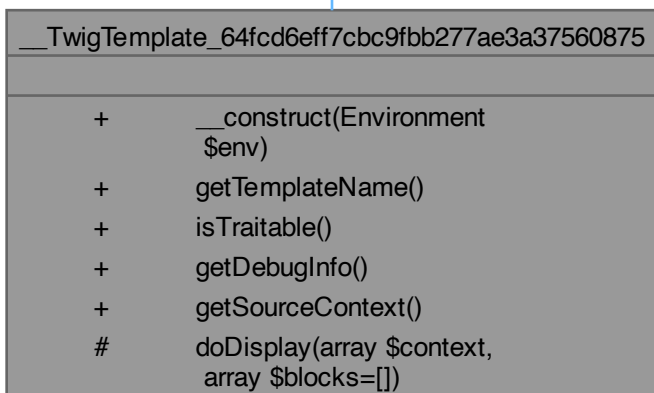 __TwigTemplate_64fcd6eff7cbc9fbb277ae3a37560875
+ __construct(Environment
$env)
+ getTemplateName()
+ isTraitable()
+ getDebugInfo()
+ getSourceContext()
# doDisplay(array $context,
array $blocks=[])